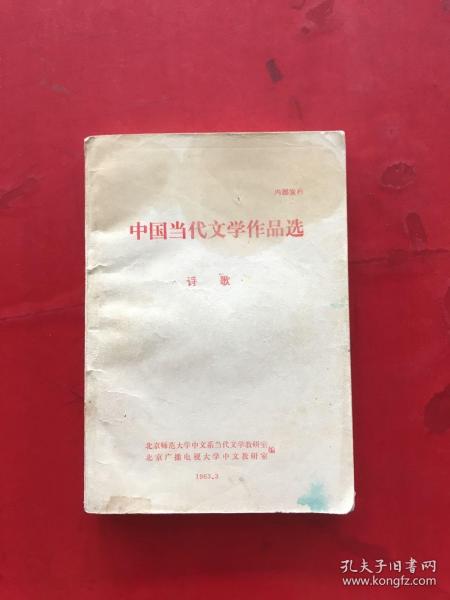 内部发行
中国当代文学作品选
诗歌
北京师范大学中文系当代文学教研室
北京广播电视大学中文教研室
编
1963.3
孔夫子旧书网
www.kongfz.com